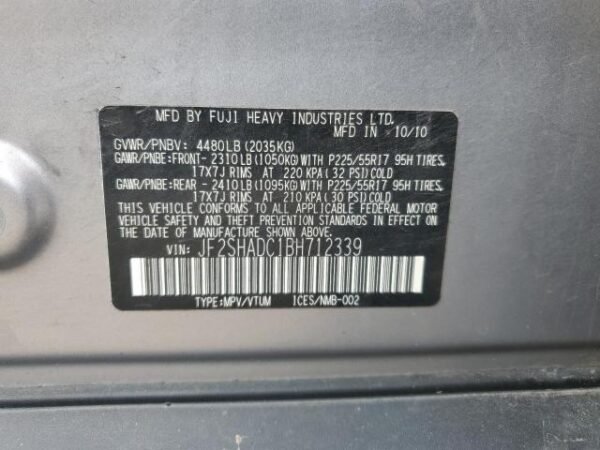 MFD BY FUJI HEAVY INDUSTRIES LTD.
MFD IN 10/10
GVWR/PNBV: 4480LB (2035KG)
GAWR/PNBE:FRONT- 2310LB (1050KG) WITH P225/55R17 95H TIRES,
17X7J RIMS AT 220 KPA ( 32 PSI) COLD
GAWR/PNBE:REAR - 2410LB (1095KG) WITH P225/55R17 95H TIRES,
17X7J RIMS AT 210 KPA ( 30 PSI) COLD
THIS VEHICLE CONFORMS TO ALL APPLICABLE FEDERAL MOTOR
VEHICLE SAFETY AND THEFT PREVENTION STANDARDS IN EFFECT ON
THE DATE OF MANUFACTURE SHOWN ABOVE.
VIN: JF2SHADC1BH712339
TYPE:MPV/VTUM ICES/NMB-002